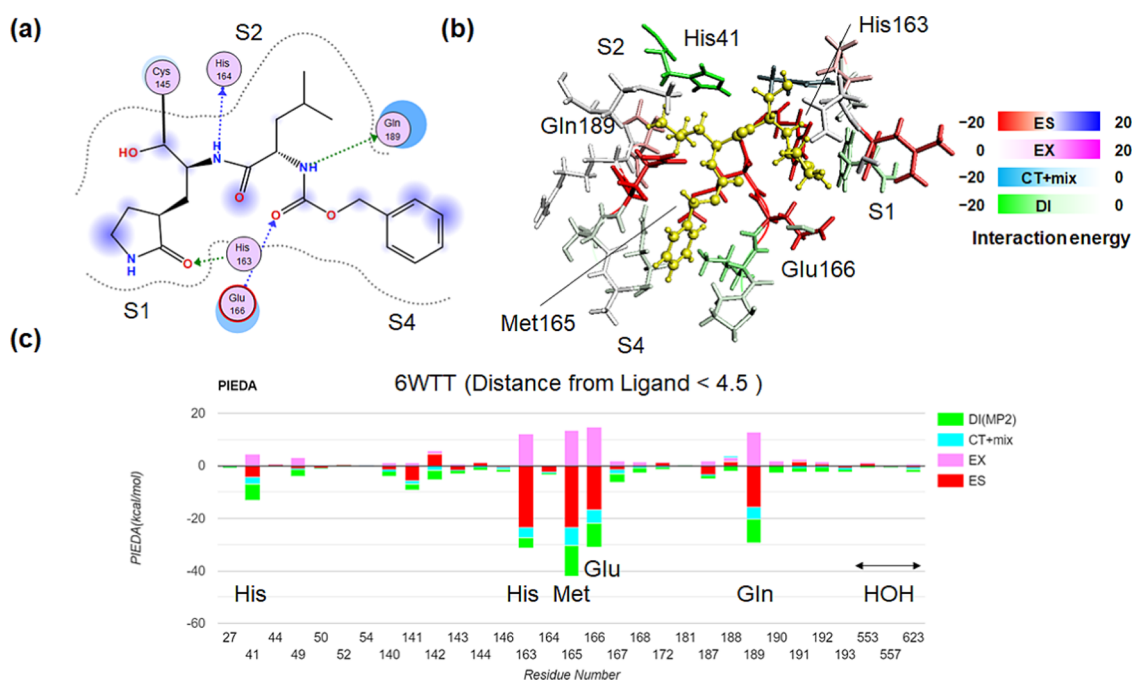 (a)
S2
Cys
145
His
164
Gln
189
HO
H
N
O
NH
O
O
N
H
O
His
163
Glu
166
S1
S4
(b)
His163
S2
His41
Gln189
S1
Glu166
Met165
S4
−20 ES 20
0 EX 20
−20 CT+mix 0
−20 DI 0
Interaction energy
(c)
PIEDA
6WTT (Distance from Ligand < 4.5 )
PIEDA(kcal/mol)
20
0
-20
-40
-60
DI(MP2)
CT+mix
EX
ES
His
His
Met
Glu
Gln
HOH
27 44 50 54 141 143 146 164 166 168 181 188 190 192 553 623
41 49 52 140 142 144 163 165 167 172 187 189 191 193 557
Residue Number